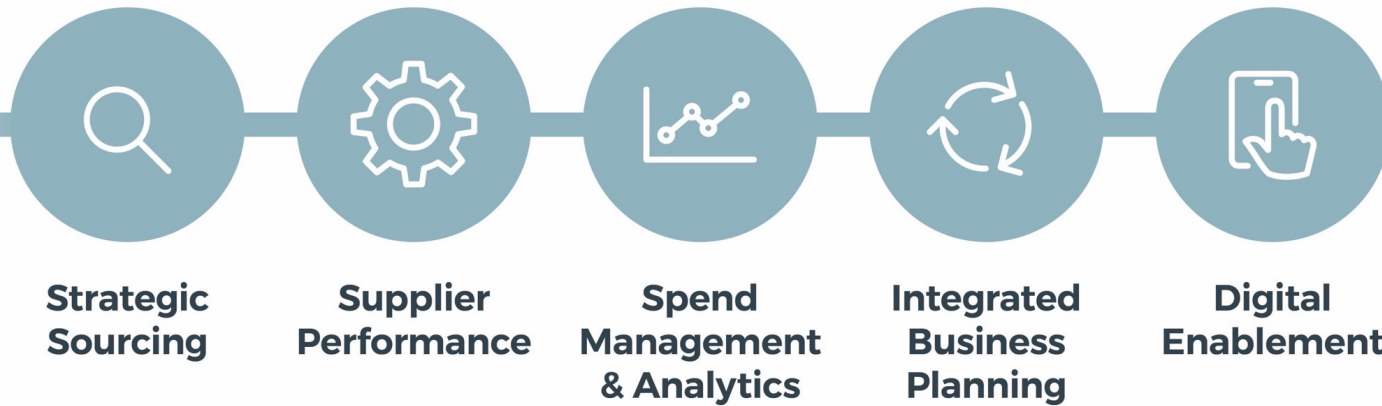 Strategic
Sourcing
Supplier
Performance
Spend
Management
& Analytics
Integrated
Business
Planning
Digital
Enablement